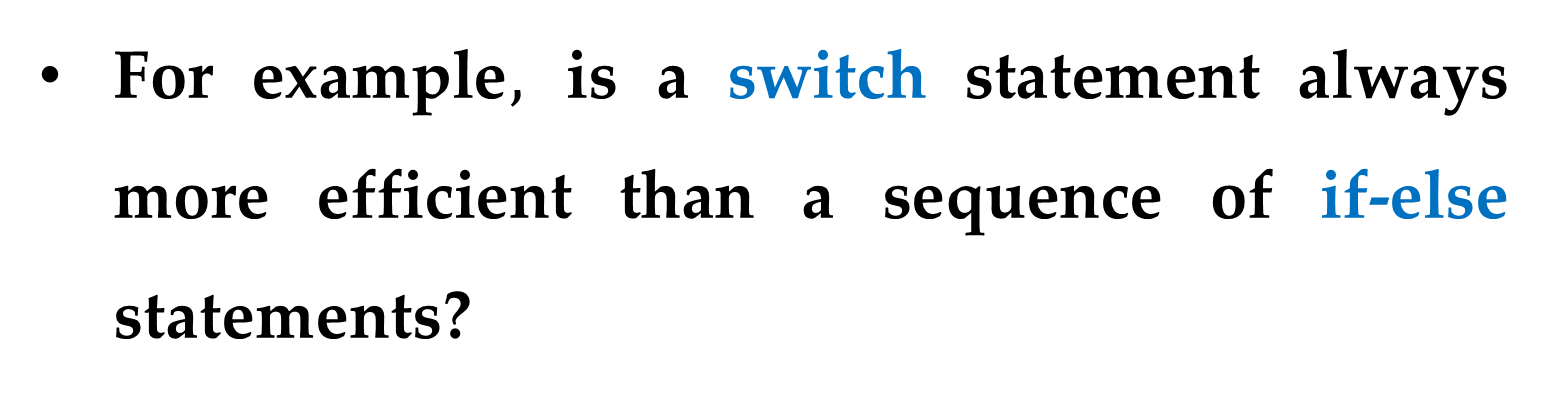 • For example, is a switch statement always
more efficient than a sequence of if-else
statements?